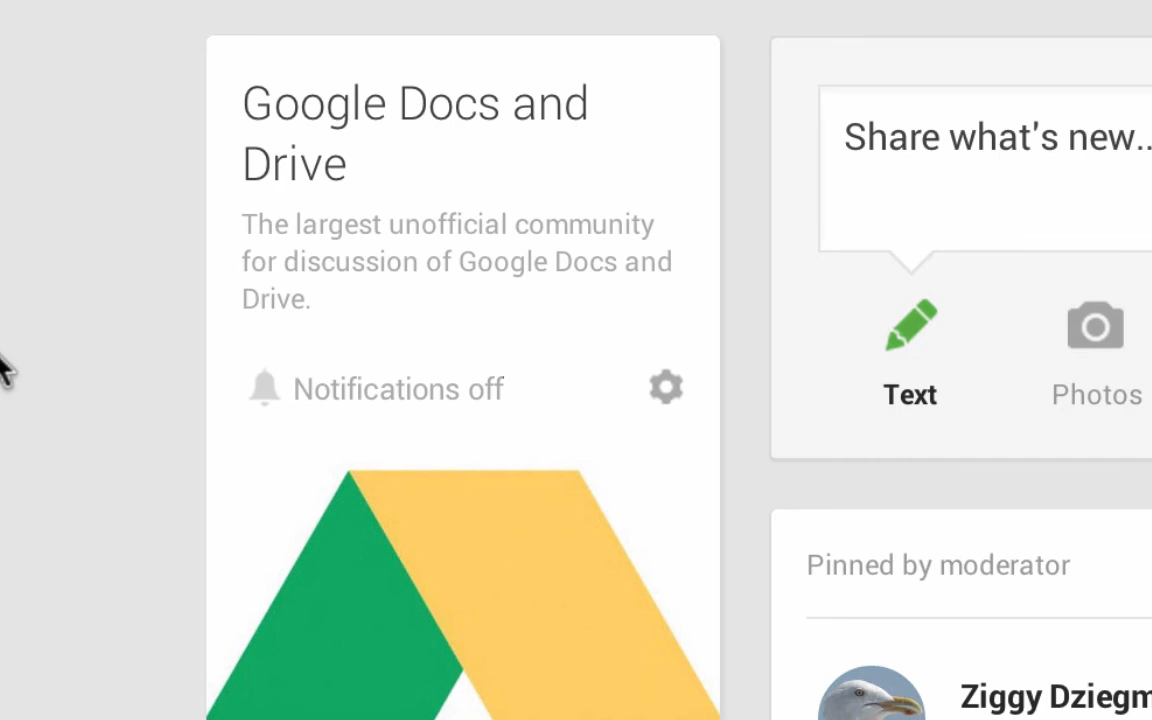 Google Docs and
Drive
The largest unofficial community
for discussion of Google Docs and
Drive.
Notifications off
Share what's new..
Text
Photos
Pinned by moderator
Ziggy